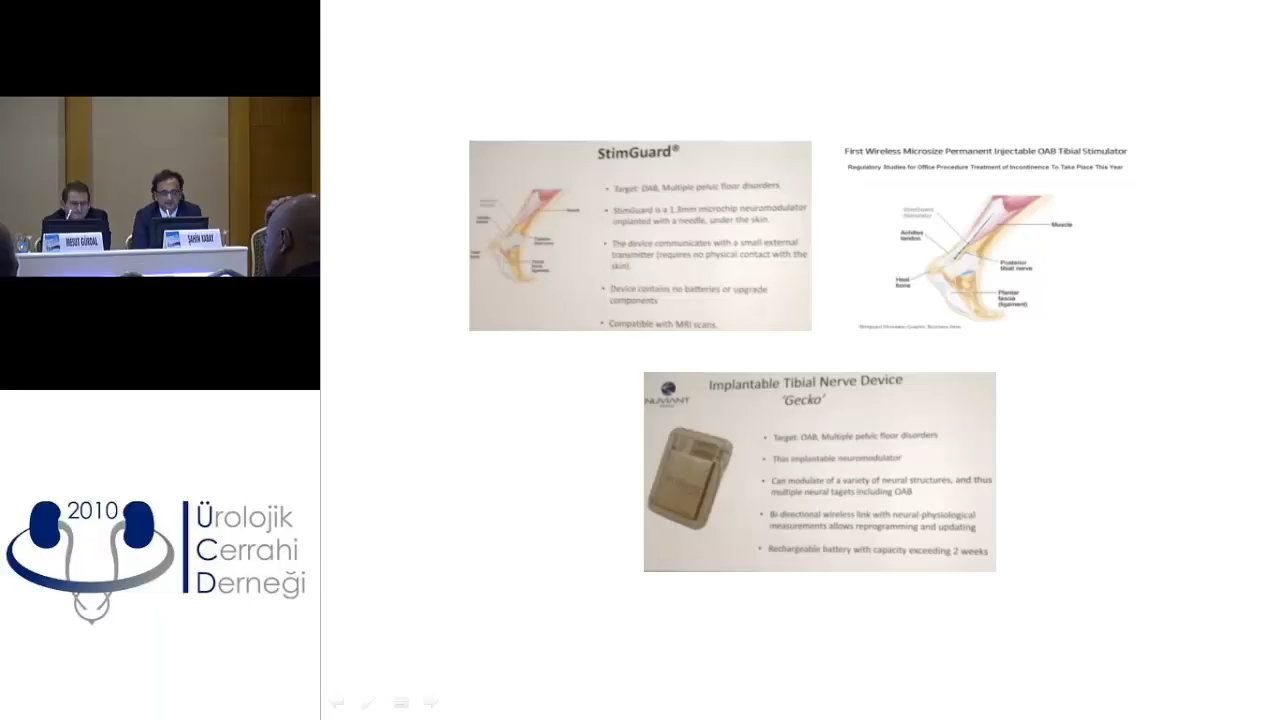 StimGuard®
• Target: OAB, Multiple pelvic floor disorders
• StimGuard is a 1.3mm microchip neuromodulator
implanted with a needle, under the skin.
• The device communicates with a small external
transmitter (requires no physical contact with the
skin).
• Device contains no batteries or upgrade
components
• Compatible with MRI scans.
First Wireless Microsize Permanent Injectable OAB Tibial Stimulator
Regulatory Studies for Office Procedure Treatment of Incontinence To Take Place This Year
StimGuard
Stimulator
Achilles
tendon
Heel
bone
Muscle
Posterior
tibial nerve
Plantar
fascia
(ligament)
MESUT GÜRDAL
ŞAHİN KABAY
NUVIANT
Implantable Tibial Nerve Device
'Gecko'
• Target: OAB, Multiple pelvic floor disorders
• Thin implantable neuromodulator
• Can modulate of a variety of neural structures, and thus
multiple neural tagets including OAB
• Bi-directional wireless link with neural-physiological
measurements allows reprogramming and updating
• Rechargeable battery with capacity exceeding 2 weeks
2010
Ürolojik
Cerrahi
Derneği